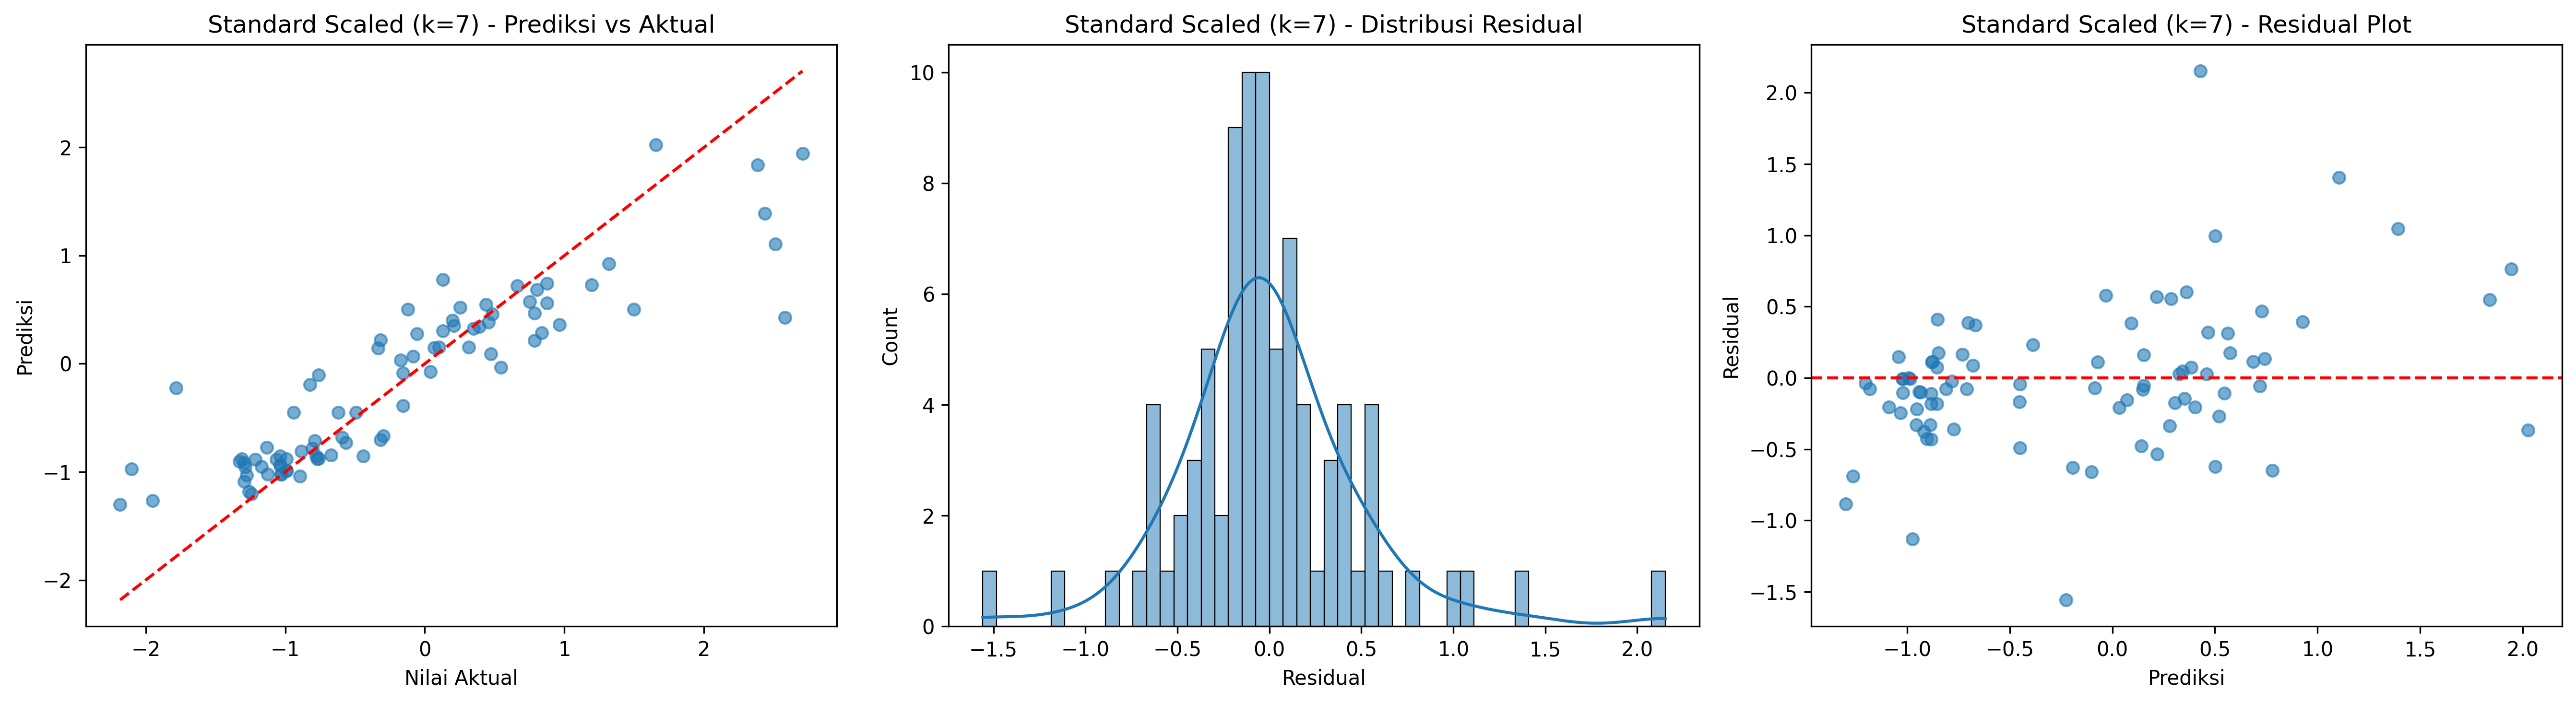 Standard Scaled (k=7) - Prediksi vs Aktual
2
1
0
−1
−2
Prediksi
−2 −1 0 1 2
Nilai Aktual
Standard Scaled (k=7) - Distribusi Residual
10
8
6
4
2
0
Count
−1.5 −1.0 −0.5 0.0 0.5 1.0 1.5 2.0
Residual
Standard Scaled (k=7) - Residual Plot
2.0
1.5
1.0
0.5
0.0
−0.5
−1.0
−1.5
Residual
−1.0 −0.5 0.0 0.5 1.0 1.5 2.0
Prediksi